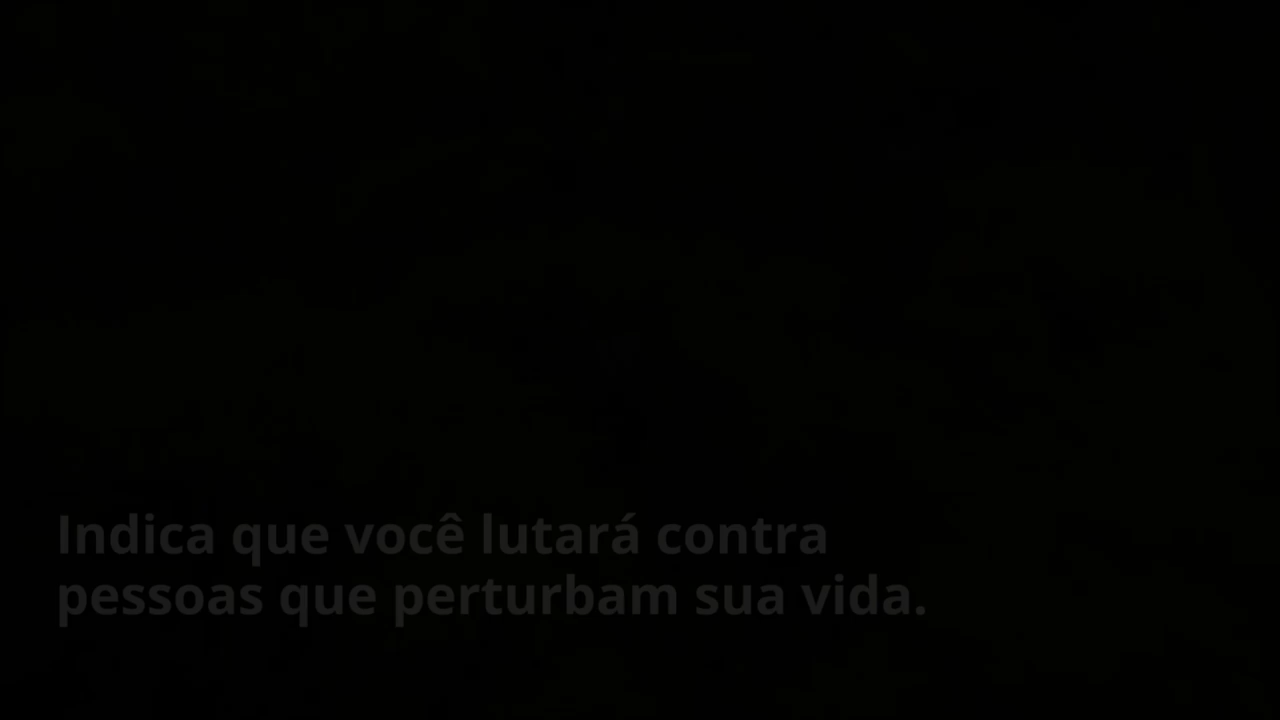 Indica que você lutará contra
pessoas que perturbam sua vida.